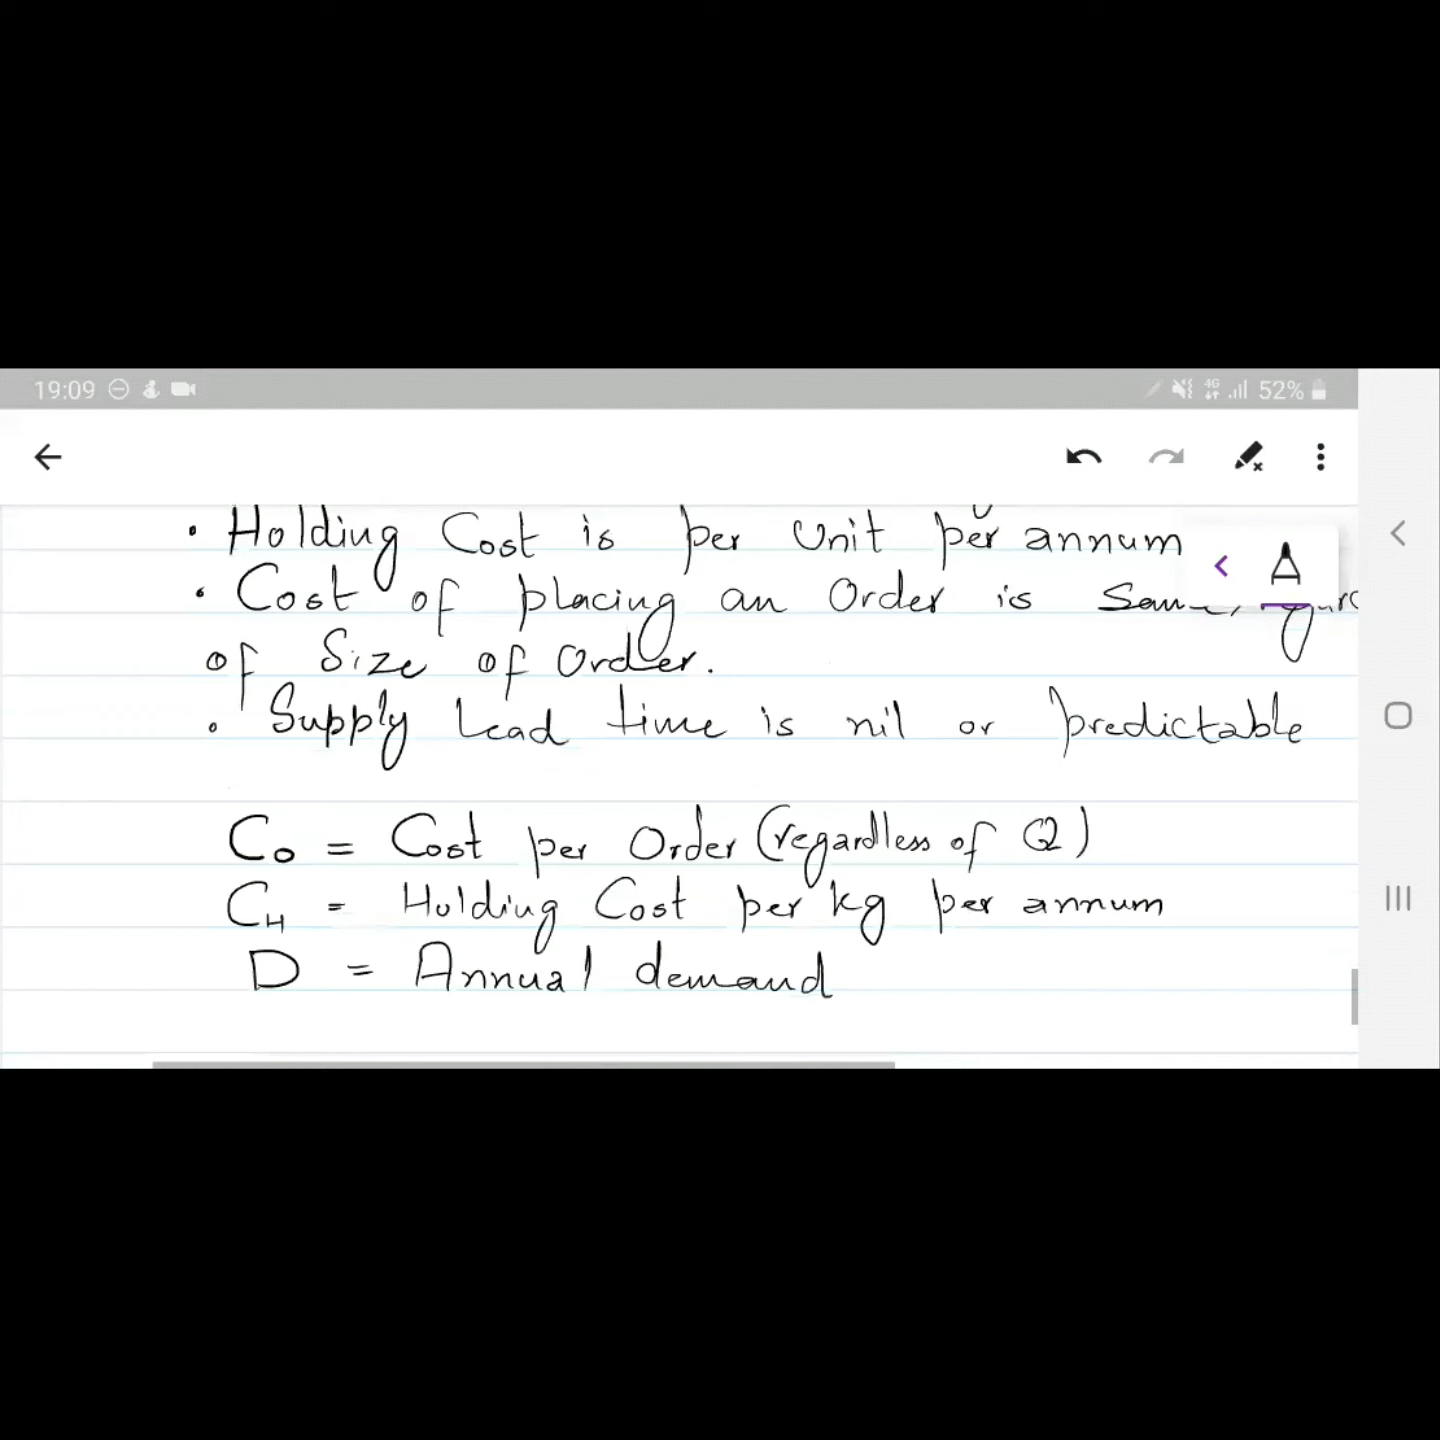 19:09 4G 52%
• Holding Cost is per Unit per annum
• Cost of placing an Order is
of Size of Order.
• Supply Lead time is nil or predictable
Co = Cost per Order (regardless of Q)
CH = Holding Cost per kg per annum
D = Annual demand